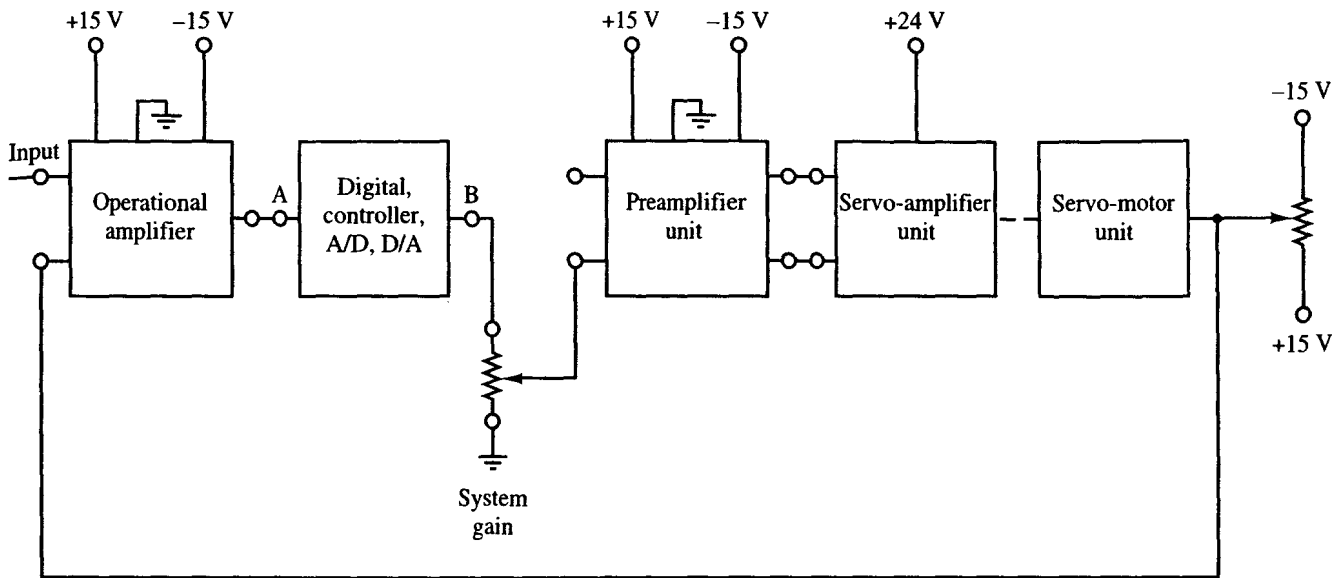 +15 V
–15 V
+15 V
–15 V
+24 V
–15 V
Input
Operational
amplifier
A
Digital,
controller,
A/D, D/A
B
Preamplifier
unit
Servo-amplifier
unit
Servo-motor
unit
+15 V
System
gain